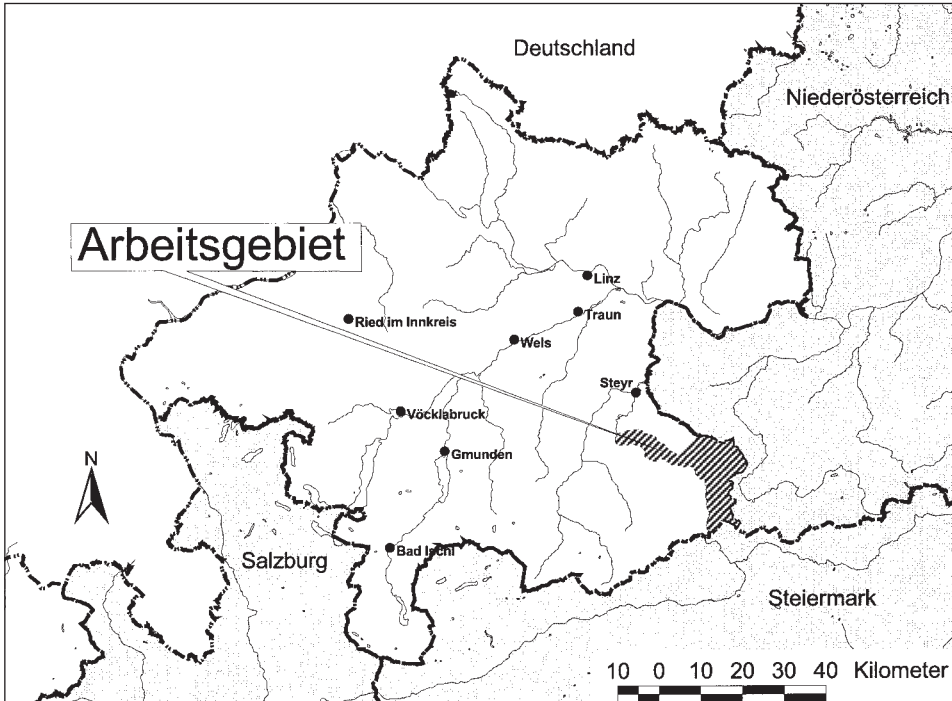 Deutschland
Niederösterreich
Arbeitsgebiet
Linz
Traun
Ried im Innkreis
Wels
Steyr
Vöcklabruck
Gmunden
N
Bad Ischl
Salzburg
Steiermark
10 0 10 20 30 40 Kilometer